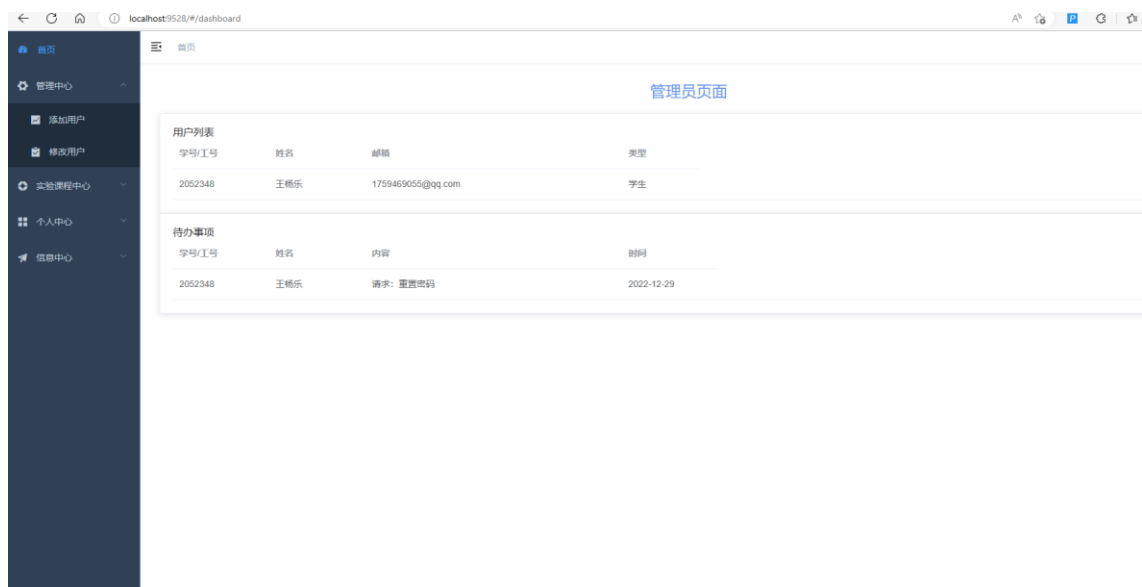 localhost:9528/#/dashboard
首页
管理中心
添加用户
修改用户
实验课程中心
个人中心
信息中心
首页
管理员页面
用户列表
学号/工号 姓名 邮箱 类型
2052348 王杨乐 1759469055@qq.com 学生
待办事项
学号/工号 姓名 内容 时间
2052348 王杨乐 请求：重置密码 2022-12-29